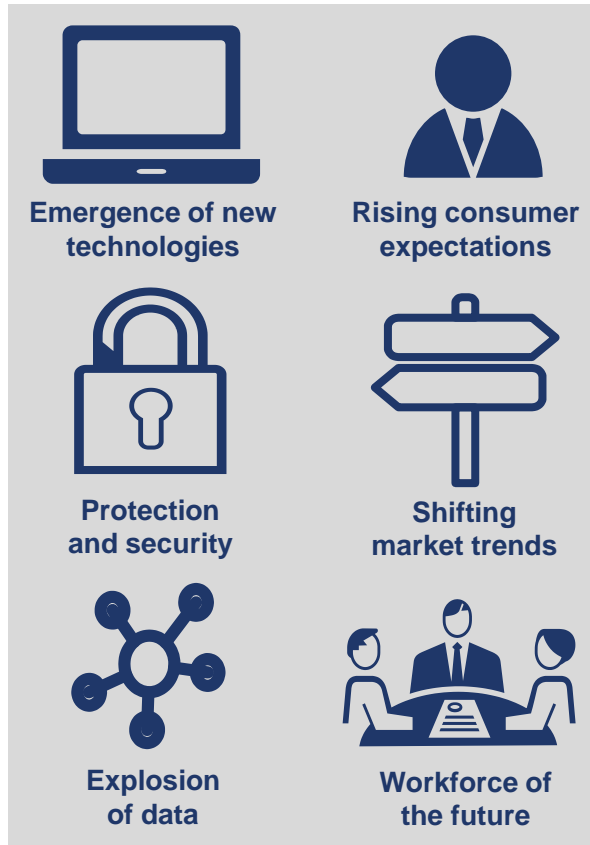 Emergence of new
technologies
Rising consumer
expectations
Protection
and security
Shifting
market trends
Explosion
of data
Workforce of
the future